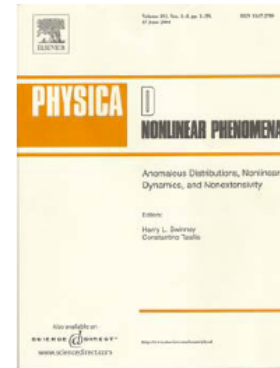 ELSEVIER
PHYSICA
D
NONLINEAR PHENOMENA
Anomalous Distributions, Nonlinear
Dynamics, and Nonextensivity
Editors:
Harry L. Swinney
Constantino Tsallis
Also available on
SCIENCE DIRECT
www.sciencedirect.com